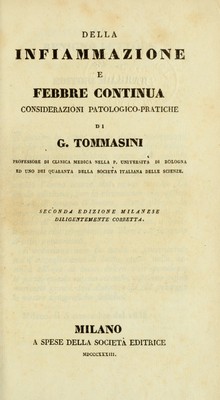 DELLA
INFIAMMAZIONE
E
FEBBRE CONTINUA
CONSIDERAZIONI PATOLOGICO-PRATICHE
DI
G. TOMMASINI
PROFESSORE DI CLINICA MEDICA NELLA P. UNIVERSITÀ DI BOLOGNA
ED UNO DEI QUARANTA DELLA SOCIETÀ ITALIANA DELLE SCIENZE.
SECONDA EDIZIONE MILANESE
DILIGENTEMENTE CORRETTA.
MILANO
A SPESE DELLA SOCIETÀ EDITRICE
MDCCCXXXIII.